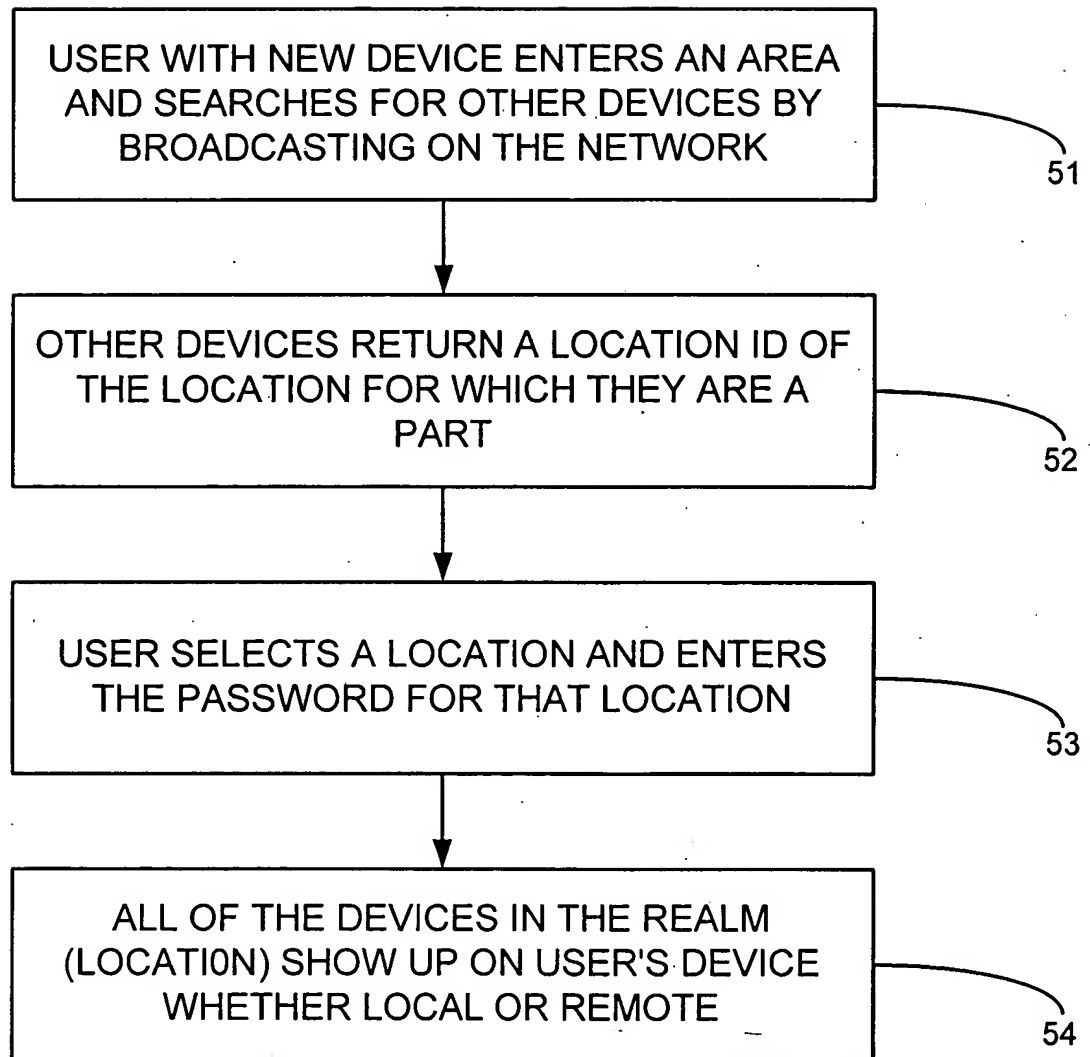 USER WITH NEW DEVICE ENTERS AN AREA
AND SEARCHES FOR OTHER DEVICES BY
BROADCASTING ON THE NETWORK
51
OTHER DEVICES RETURN A LOCATION ID OF
THE LOCATION FOR WHICH THEY ARE A
PART
52
USER SELECTS A LOCATION AND ENTERS
THE PASSWORD FOR THAT LOCATION
53
ALL OF THE DEVICES IN THE REALM
(LOCATI0N) SHOW UP ON USER'S DEVICE
WHETHER LOCAL OR REMOTE
54